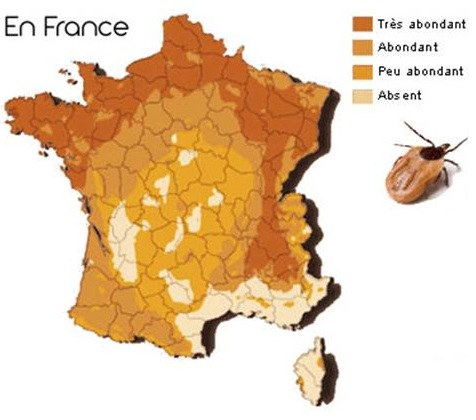 En France
Très abondant
Abondant
Peu abondant
Absent